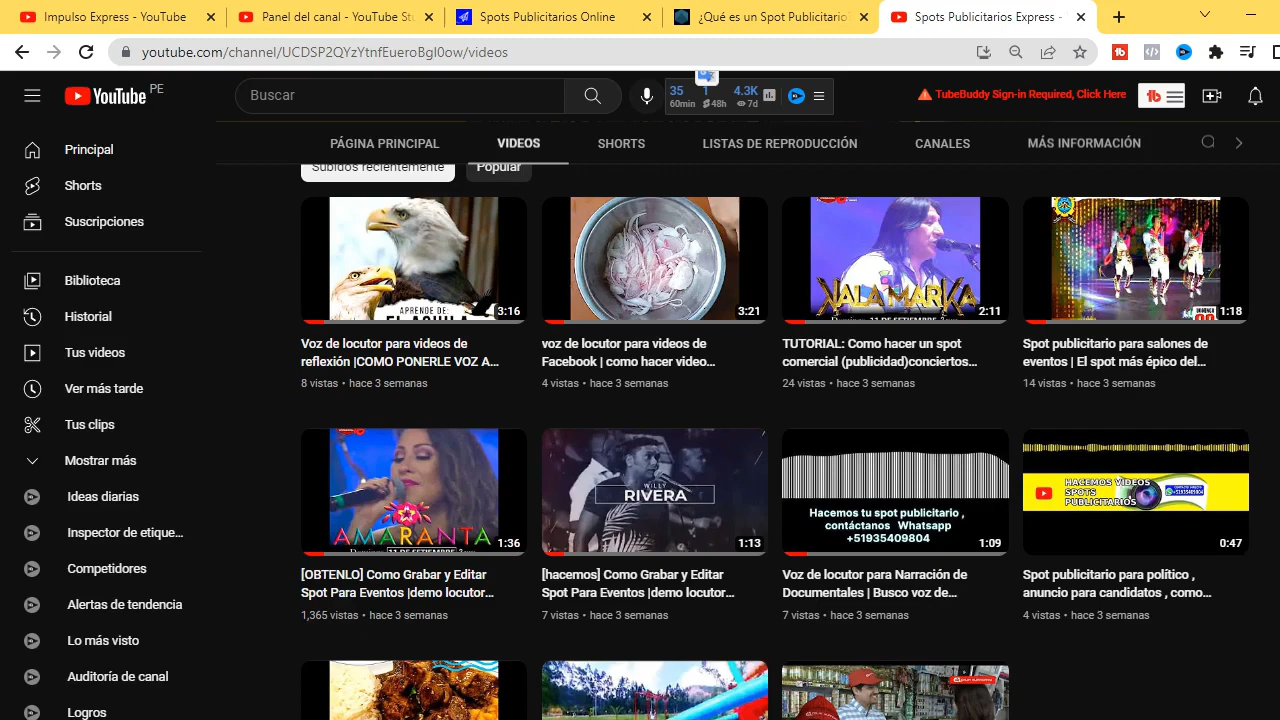 Impulso Express - YouTube
Panel del canal - YouTube Stu
Spots Publicitarios Online
¿Qué es un Spot Publicitario?
Spots Publicitarios Express -
youtube.com/channel/UCDSP2QYzYtnfEueroBgI0ow/videos
YouTube PE
Buscar
35 1 4.3K
60min 48h 7d
TubeBuddy Sign-in Required, Click Here
PÁGINA PRINCIPAL VIDEOS SHORTS LISTAS DE REPRODUCCIÓN CANALES MÁS INFORMACIÓN
Subidos recientemente Popular
Principal
Shorts
Suscripciones
Biblioteca
Historial
Tus videos
Ver más tarde
Tus clips
Mostrar más
Ideas diarias
Inspector de etique...
Competidores
Alertas de tendencia
Lo más visto
Auditoría de canal
Logros
APRENDE DE:
EL AGUILA
3:16
Voz de locutor para videos de
reflexión |COMO PONERLE VOZ A...
8 vistas • hace 3 semanas
3:21
voz de locutor para videos de
Facebook | como hacer video...
4 vistas • hace 3 semanas
KALAMARKA
2:11
TUTORIAL: Como hacer un spot
comercial (publicidad)conciertos...
24 vistas • hace 3 semanas
1:18
Spot publicitario para salones de
eventos | El spot más épico del...
14 vistas • hace 3 semanas
AMARANTA
1:36
[OBTENLO] Como Grabar y Editar
Spot Para Eventos |demo locutor...
1,365 vistas • hace 3 semanas
WILLY
RIVERA
1:13
[hacemos] Como Grabar y Editar
Spot Para Eventos |demo locutor...
7 vistas • hace 3 semanas
Hacemos tu spot publicitario ,
contáctanos Whatsapp
+51935409804
1:09
Voz de locutor para Narración de
Documentales | Busco voz de...
7 vistas • hace 3 semanas
HACEMOS VIDEOS
SPOTS
PUBLICITARIOS
0:47
Spot publicitario para político ,
anuncio para candidatos , como...
4 vistas • hace 3 semanas